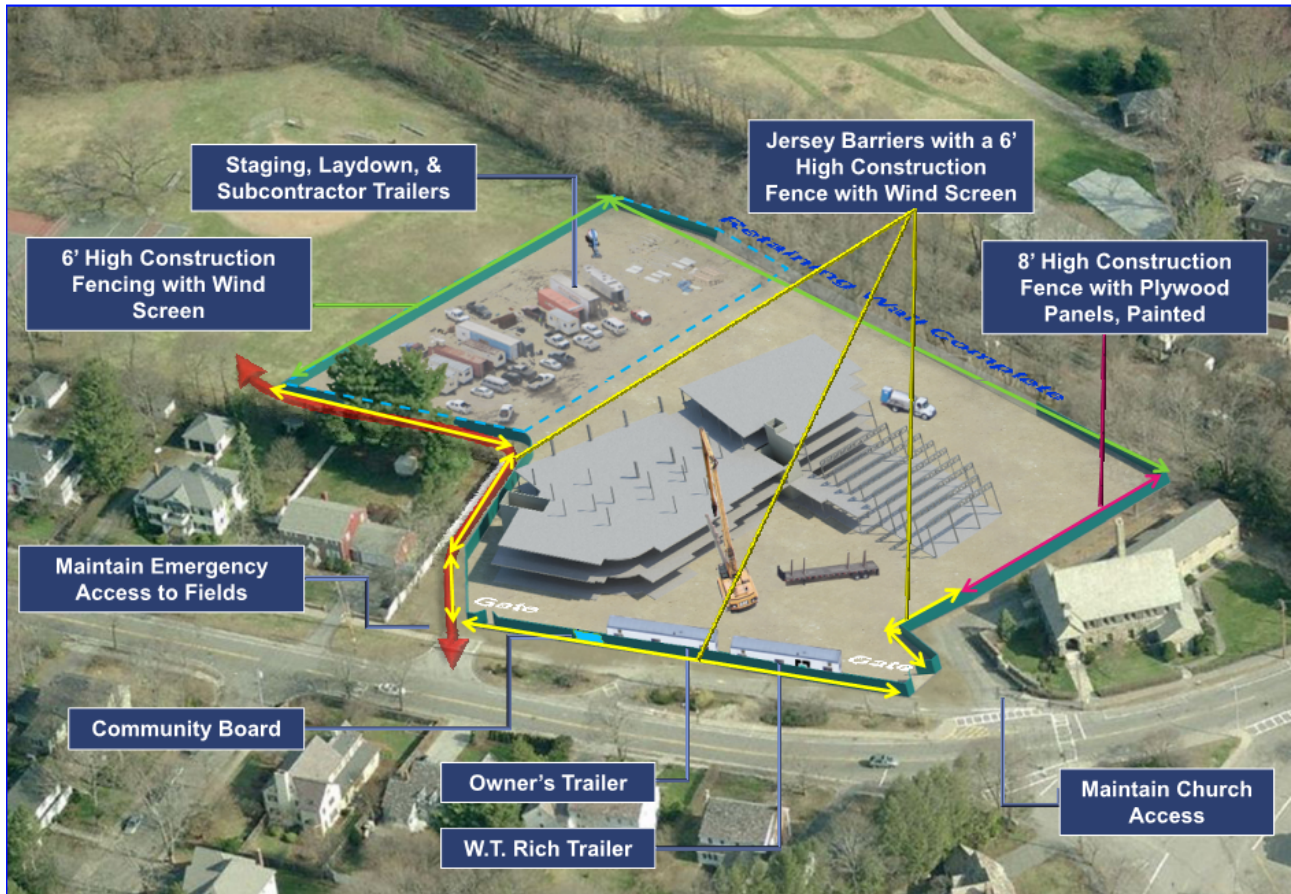 Staging, Laydown, &
Subcontractor Trailers
Jersey Barriers with a 6'
High Construction
Fence with Wind Screen
6' High Construction
Fencing with Wind
Screen
8' High Construction
Fence with Plywood
Panels, Painted
Retaining Wall Complete
Maintain Emergency
Access to Fields
Gate
Gate
Community Board
Owner's Trailer
W.T. Rich Trailer
Maintain Church
Access